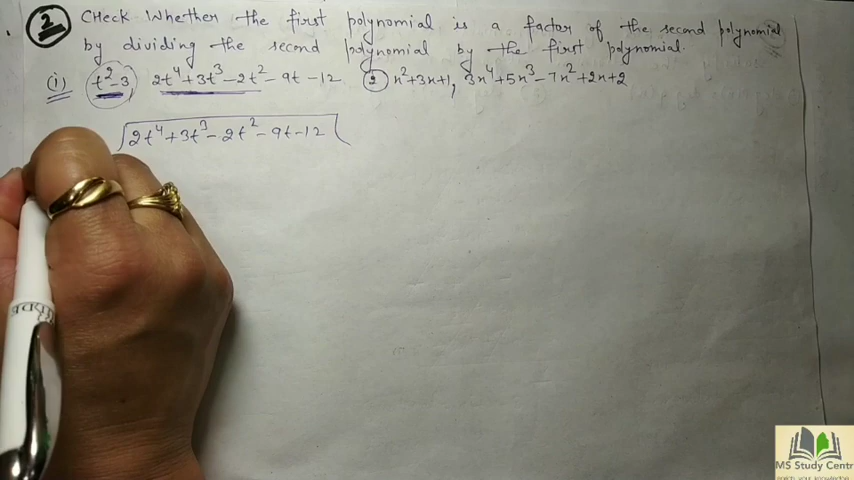 2 CHeck Whether the first polynomial is a factor of the second polynomial
by dividing the second polynomial by the first polynomial.
(i) t²-3, 2t⁴+3t³-2t²-9t-12 2 x²+3x+1, 3x⁴+5x³-7x²+2x+2
2t⁴+3t³-2t²-9t-12
MS Study Centr